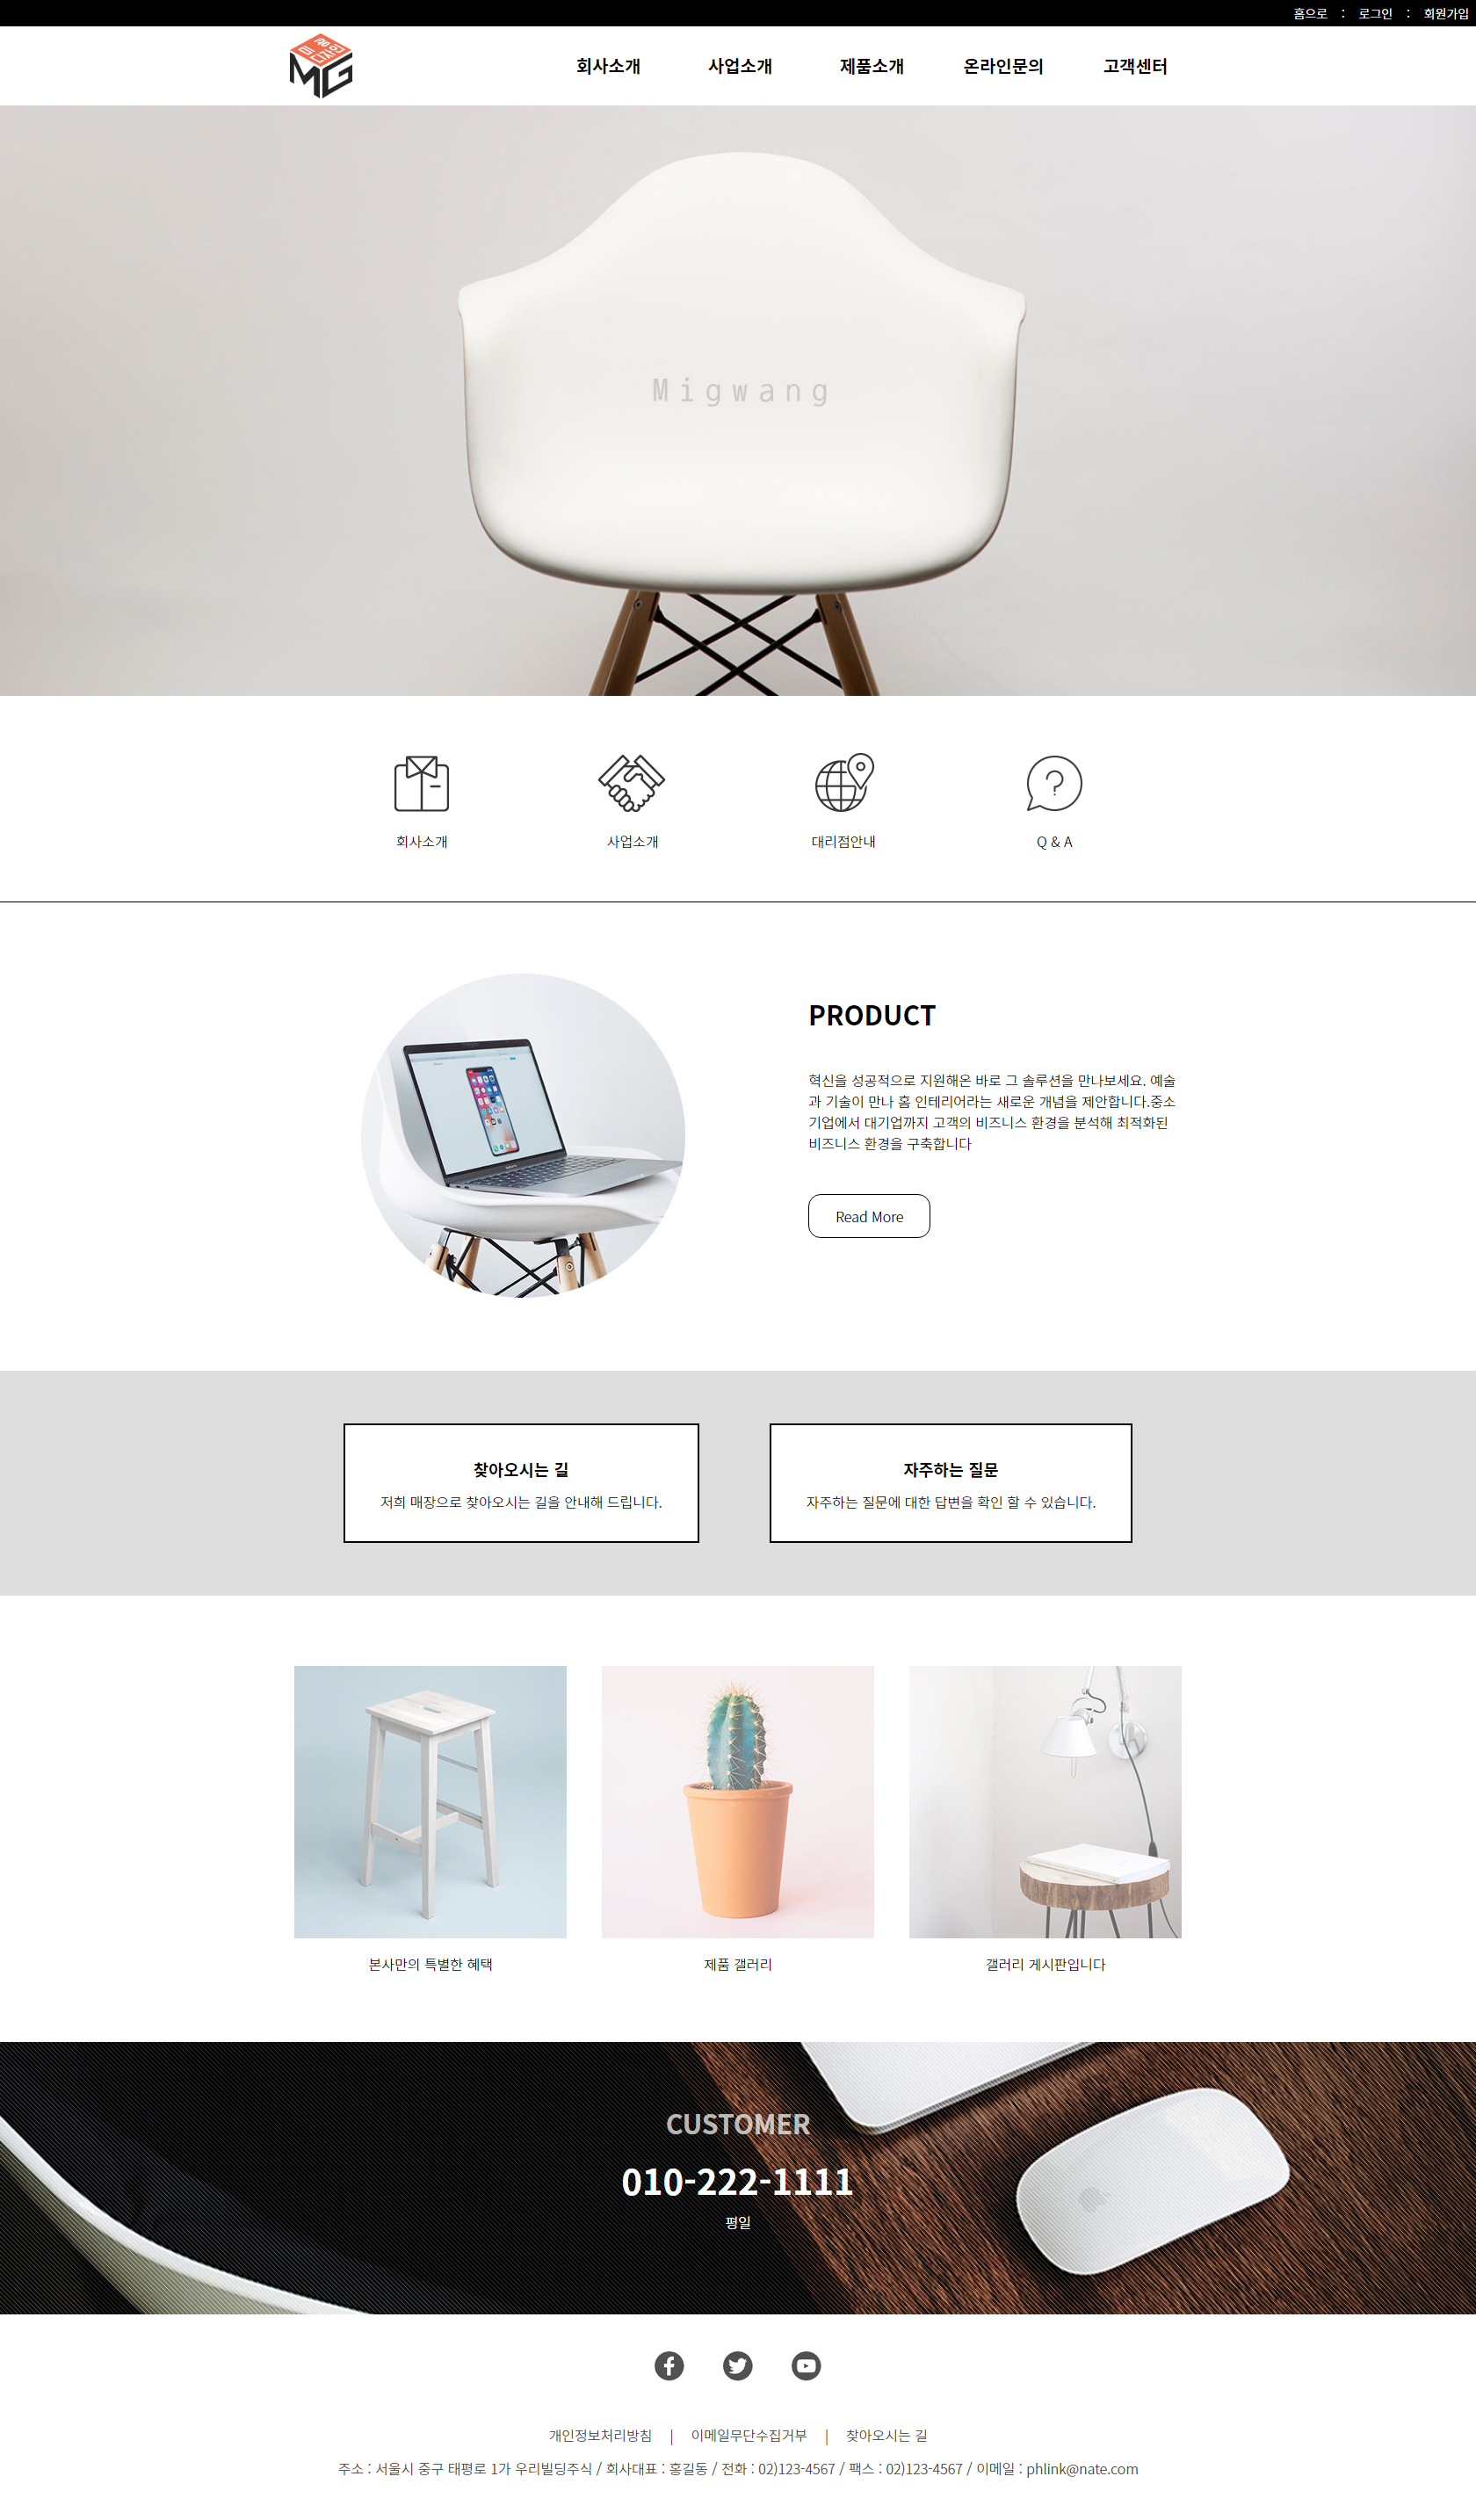 홈으로 : 로그인 : 회원가입
MG
회사소개 사업소개 제품소개 온라인문의 고객센터
Migwang
회사소개 사업소개 대리점안내 Q & A
PRODUCT
혁신을 성공적으로 지원해온 바로 그 솔루션을 만나보세요. 예술
과 기술이 만나 홈 인테리어라는 새로운 개념을 제안합니다.중소
기업에서 대기업까지 고객의 비즈니스 환경을 분석해 최적화된
비즈니스 환경을 구축합니다
Read More
찾아오시는 길
저희 매장으로 찾아오시는 길을 안내해 드립니다.
자주하는 질문
자주하는 질문에 대한 답변을 확인 할 수 있습니다.
본사만의 특별한 혜택
제품 갤러리
갤러리 게시판입니다
CUSTOMER
010-222-1111
평일
개인정보처리방침 | 이메일무단수집거부 | 찾아오시는 길
주소 : 서울시 중구 태평로 1가 우리빌딩주식 / 회사대표 : 홍길동 / 전화 : 02)123-4567 / 팩스 : 02)123-4567 / 이메일 : phlink@nate.com